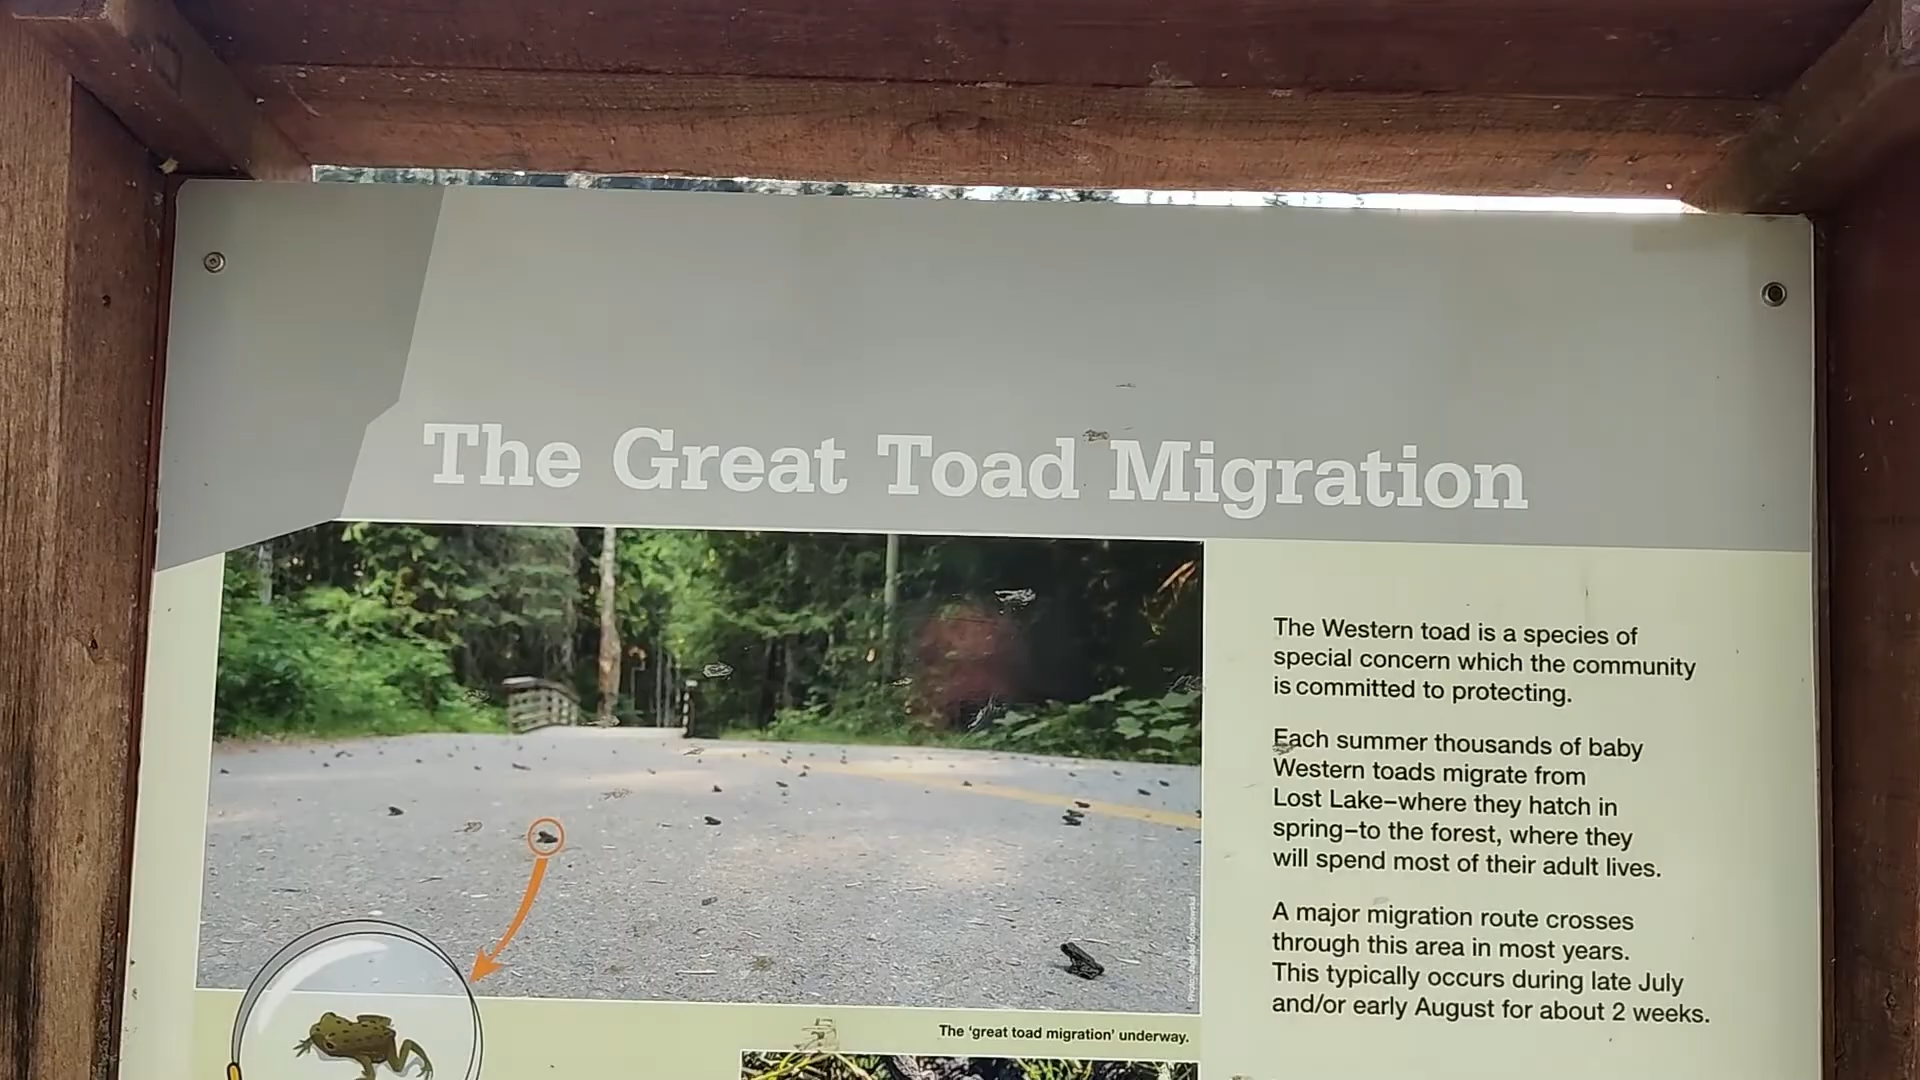 The Great Toad Migration
The Western toad is a species of
special concern which the community
is committed to protecting.
Each summer thousands of baby
Western toads migrate from
Lost Lake–where they hatch in
spring–to the forest, where they
will spend most of their adult lives.
A major migration route crosses
through this area in most years.
This typically occurs during late July
and/or early August for about 2 weeks.
The ‘great toad migration’ underway.